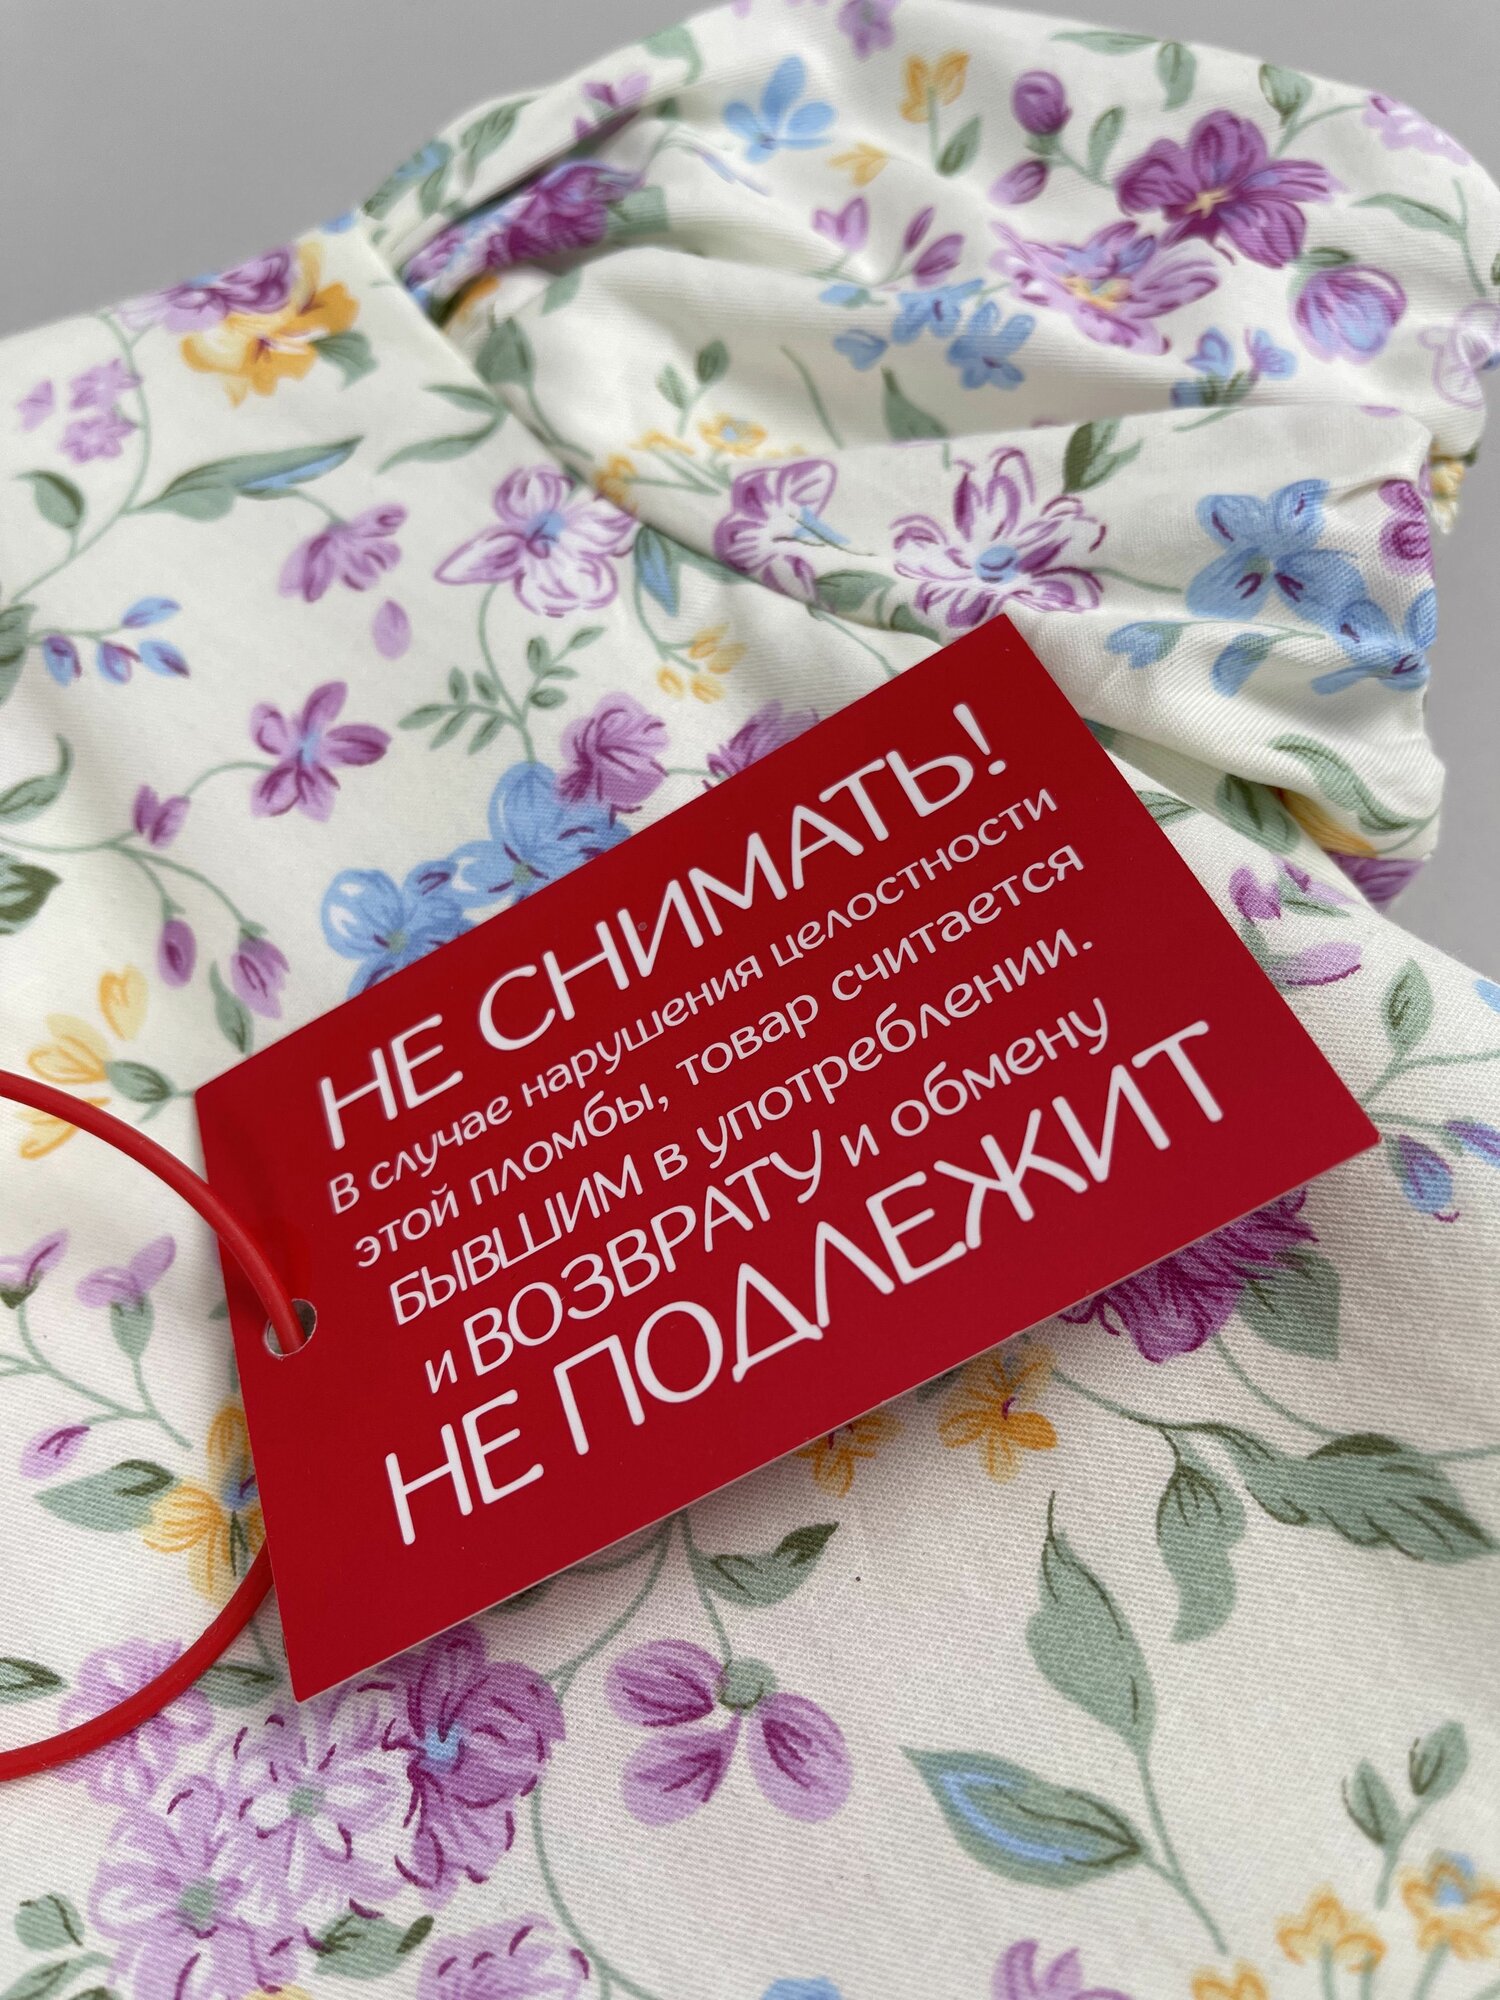 НЕ СНИМАТЬ!
В случае нарушения целостности
этой пломбы, товар считается
БЫВШИМ в употреблении.
и ВОЗВРАТУ и обмену
НЕ ПОДЛЕЖИТ